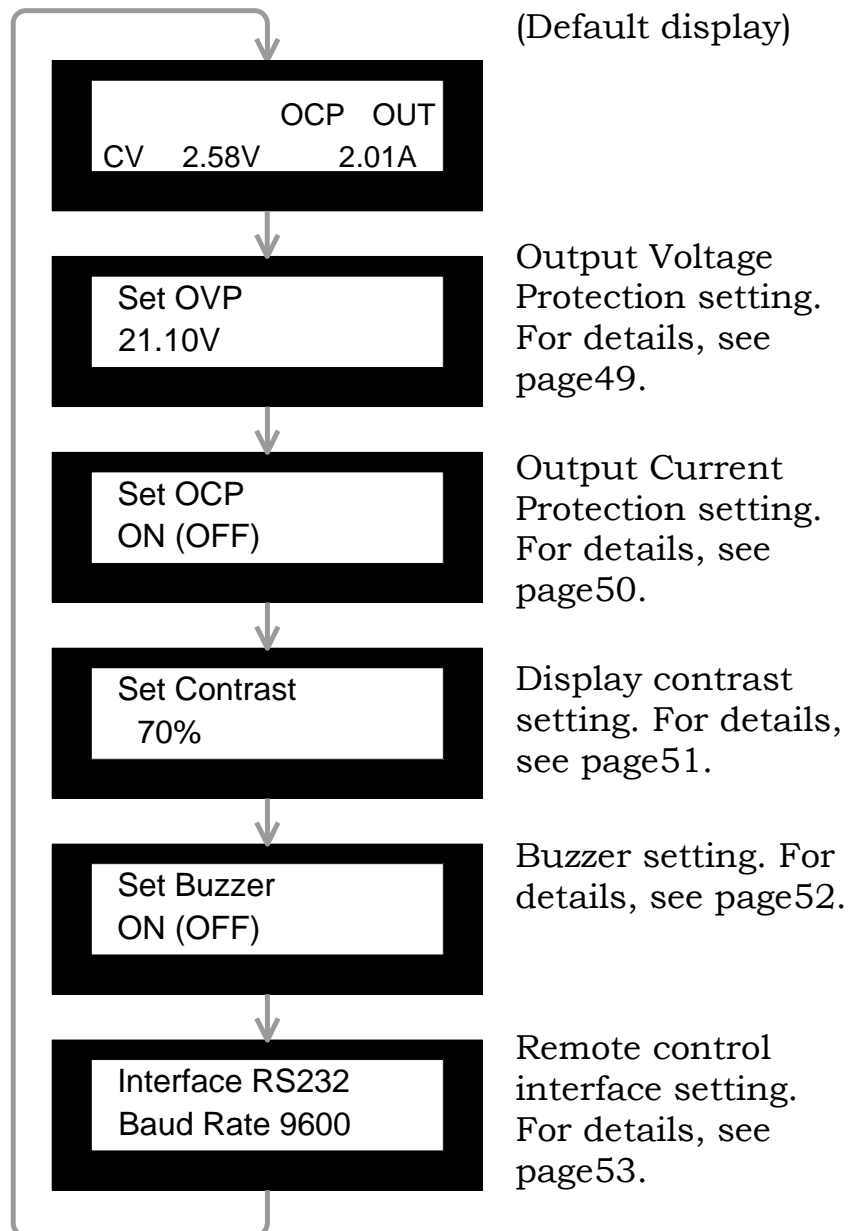 (Default display)
OCP OUT
CV 2.58V 2.01A
Set OVP
21.10V
Output Voltage
Protection setting.
For details, see
page49.
Set OCP
ON (OFF)
Output Current
Protection setting.
For details, see
page50.
Set Contrast
70%
Display contrast
setting. For details,
see page51.
Set Buzzer
ON (OFF)
Buzzer setting. For
details, see page52.
Interface RS232
Baud Rate 9600
Remote control
interface setting.
For details, see
page53.